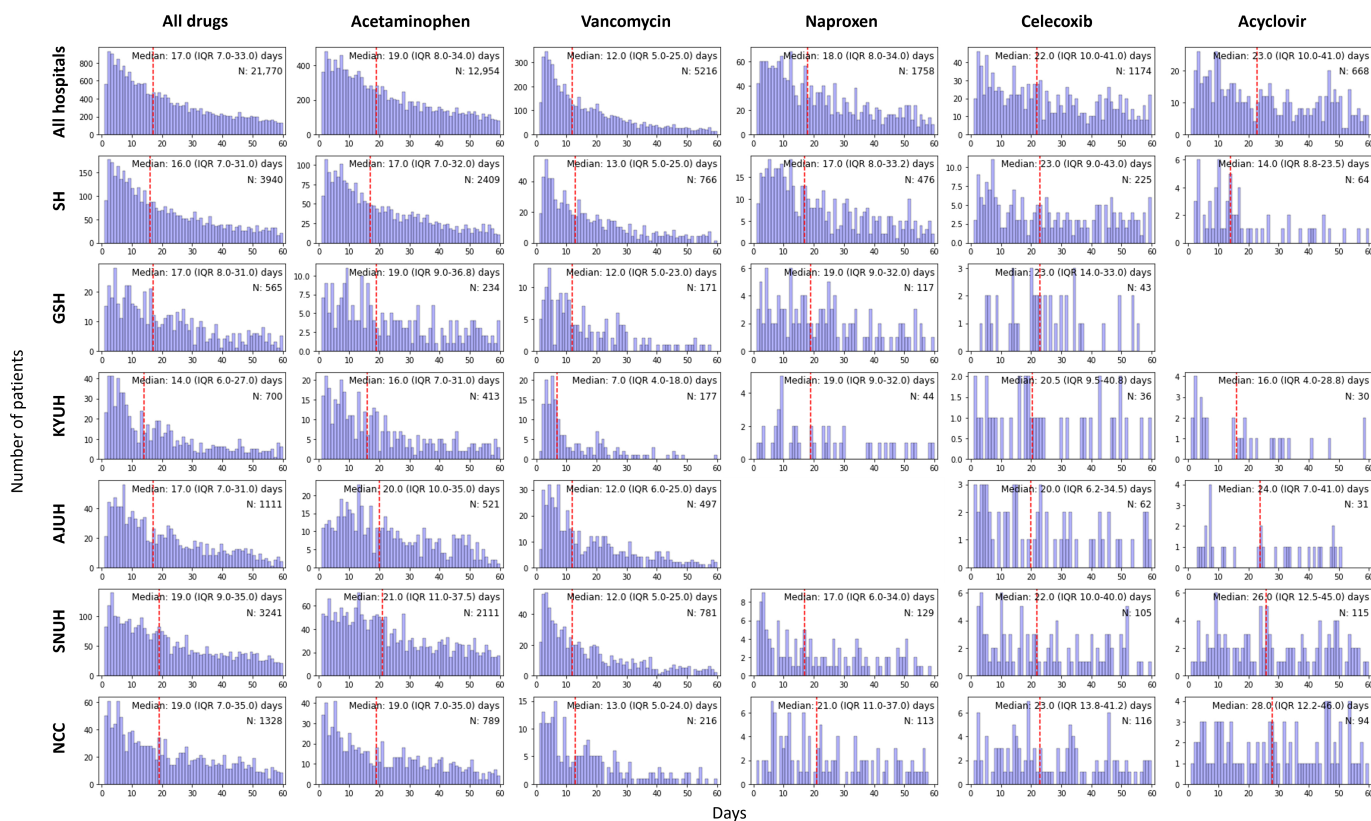 All drugs Acetaminophen Vancomycin Naproxen Celecoxib Acyclovir
Number of patients
All hospitals
Median: 17.0 (IQR 7.0-33.0) days
N: 21,770
Median: 19.0 (IQR 8.0-34.0) days
N: 12,954
Median: 12.0 (IQR 5.0-25.0) days
N: 5216
Median: 18.0 (IQR 8.0-34.0) days
N: 1758
Median: 22.0 (IQR 10.0-41.0) days
N: 1174
Median: 23.0 (IQR 10.0-41.0) days
N: 668
SH
Median: 16.0 (IQR 7.0-31.0) days
N: 3940
Median: 17.0 (IQR 7.0-32.0) days
N: 2409
Median: 13.0 (IQR 5.0-25.0) days
N: 766
Median: 17.0 (IQR 8.0-33.2) days
N: 476
Median: 23.0 (IQR 9.0-43.0) days
N: 225
Median: 14.0 (IQR 8.8-23.5) days
N: 64
GSH
Median: 17.0 (IQR 8.0-31.0) days
N: 565
Median: 19.0 (IQR 9.0-36.8) days
N: 234
Median: 12.0 (IQR 5.0-23.0) days
N: 171
Median: 19.0 (IQR 9.0-32.0) days
N: 117
Median: 23.0 (IQR 14.0-33.0) days
N: 43
KYUH
Median: 14.0 (IQR 6.0-27.0) days
N: 700
Median: 16.0 (IQR 7.0-31.0) days
N: 413
Median: 7.0 (IQR 4.0-18.0) days
N: 177
Median: 19.0 (IQR 9.0-32.0) days
N: 44
Median: 20.5 (IQR 9.5-40.8) days
N: 36
Median: 16.0 (IQR 4.0-28.8) days
N: 30
AJUH
Median: 17.0 (IQR 7.0-31.0) days
N: 1111
Median: 20.0 (IQR 10.0-35.0) days
N: 521
Median: 12.0 (IQR 6.0-25.0) days
N: 497
Median: 20.0 (IQR 6.2-34.5) days
N: 62
Median: 24.0 (IQR 7.0-41.0) days
N: 31
SNUH
Median: 19.0 (IQR 9.0-35.0) days
N: 3241
Median: 21.0 (IQR 11.0-37.5) days
N: 2111
Median: 12.0 (IQR 5.0-25.0) days
N: 781
Median: 17.0 (IQR 6.0-34.0) days
N: 129
Median: 22.0 (IQR 10.0-40.0) days
N: 105
Median: 26.0 (IQR 12.5-45.0) days
N: 115
NCC
Median: 19.0 (IQR 7.0-35.0) days
N: 1328
Median: 19.0 (IQR 7.0-35.0) days
N: 789
Median: 13.0 (IQR 5.0-24.0) days
N: 216
Median: 21.0 (IQR 11.0-37.0) days
N: 113
Median: 23.0 (IQR 13.8-41.2) days
N: 116
Median: 28.0 (IQR 12.2-46.0) days
N: 94
0 10 20 30 40 50 60
Days